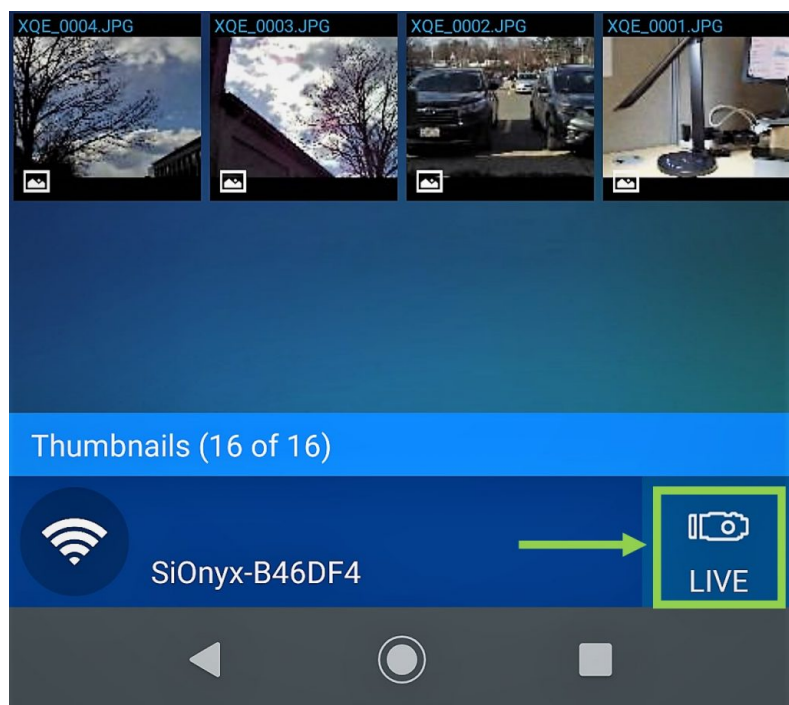 XQE_0004.JPG XQE_0003.JPG XQE_0002.JPG XQE_0001.JPG
Thumbnails (16 of 16)
SiOnyx-B46DF4
LIVE